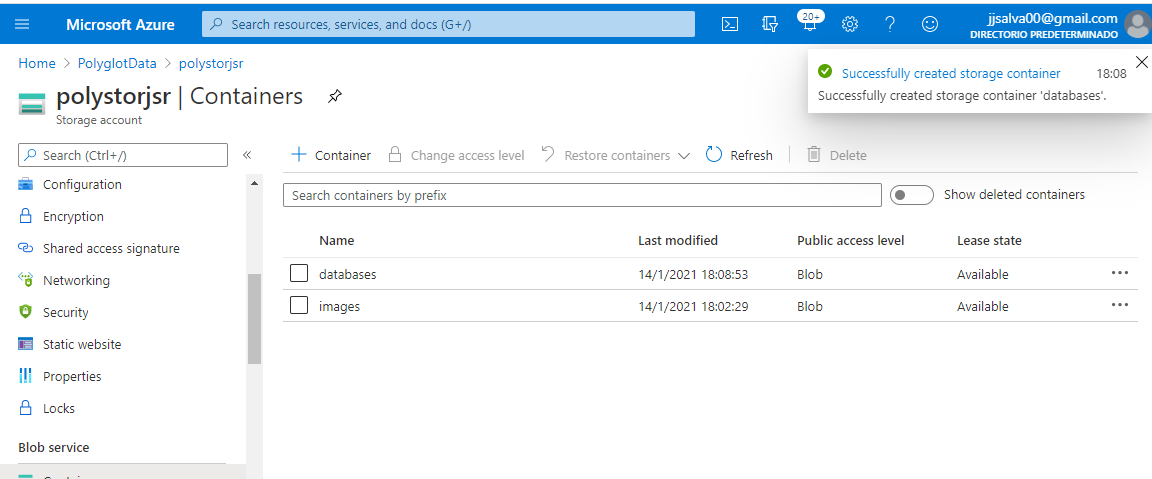 Microsoft Azure
Search resources, services, and docs (G+/)
20+
jjsalva00@gmail.com
DIRECTORIO PREDETERMINADO
Home > PolyglotData > polystorjsr
Successfully created storage container 18:08
Successfully created storage container 'databases'.
polystorjsr | Containers
Storage account
Search (Ctrl+/) «
Configuration
Encryption
Shared access signature
Networking
Security
Static website
Properties
Locks
Blob service
+ Container Change access level Restore containers Refresh Delete
Search containers by prefix Show deleted containers
Name Last modified Public access level Lease state
databases 14/1/2021 18:08:53 Blob Available ...
images 14/1/2021 18:02:29 Blob Available ...